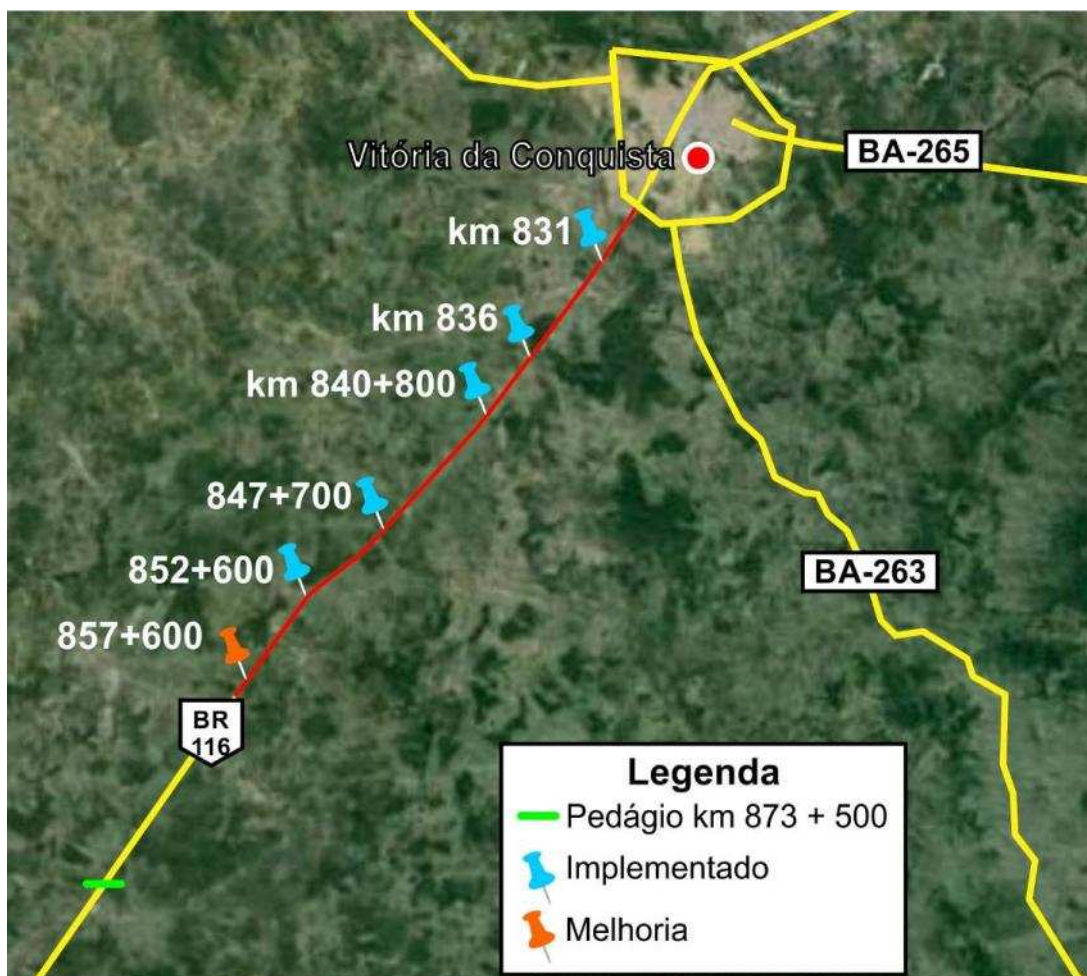 BA-265
Vitória da Conquista
km 831
km 836
km 840+800
847+700
852+600
BA-263
857+600
BR
116
Legenda
Pedágio km 873 + 500
Implementado
Melhoria